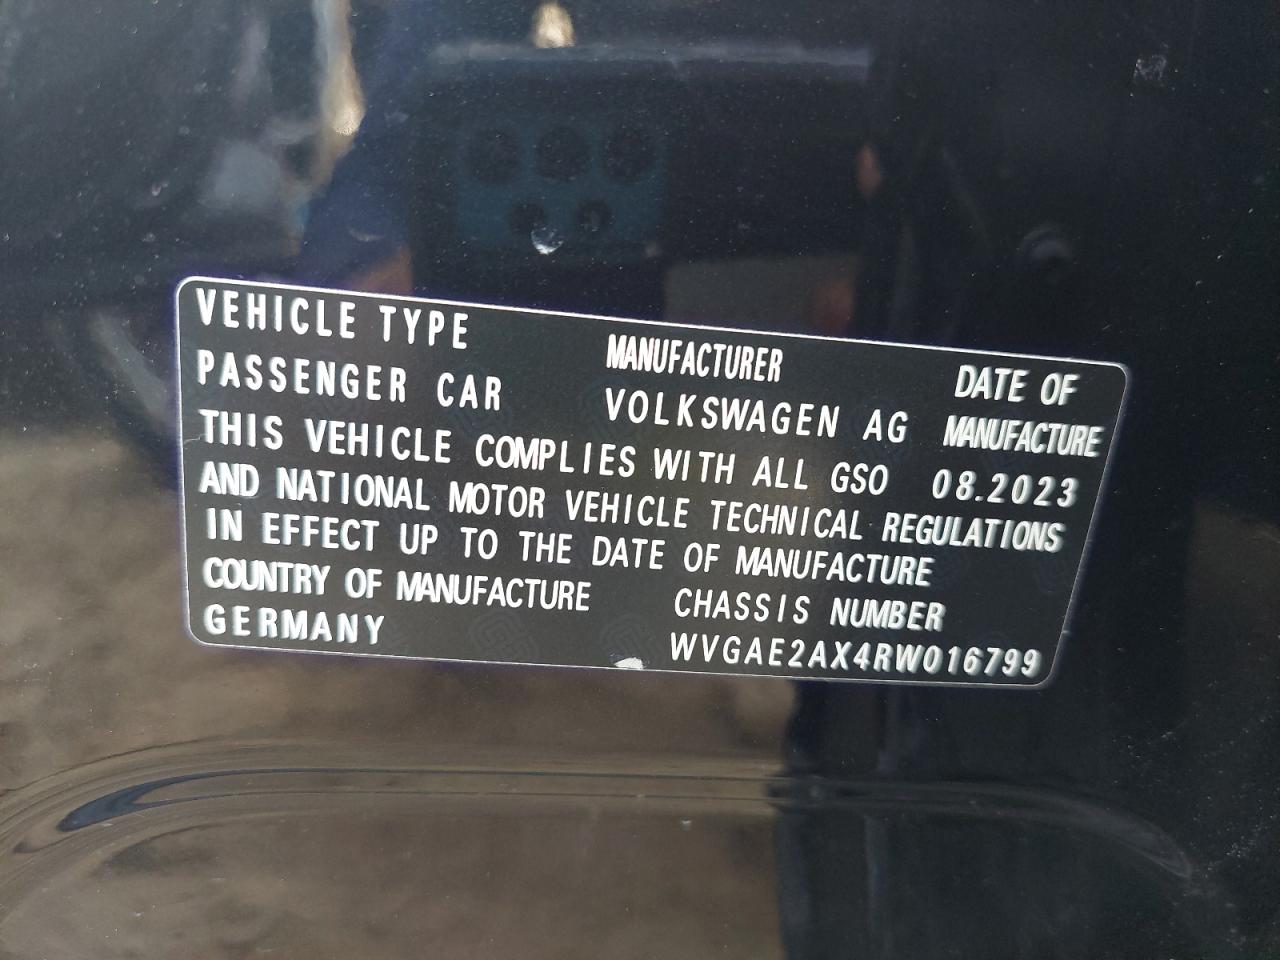 VEHICLE TYPE MANUFACTURER DATE OF
PASSENGER CAR VOLKSWAGEN AG MANUFACTURE
THIS VEHICLE COMPLIES WITH ALL GSO 08.2023
AND NATIONAL MOTOR VEHICLE TECHNICAL REGULATIONS
IN EFFECT UP TO THE DATE OF MANUFACTURE
COUNTRY OF MANUFACTURE CHASSIS NUMBER
GERMANY WVGAE2AX4RW016799